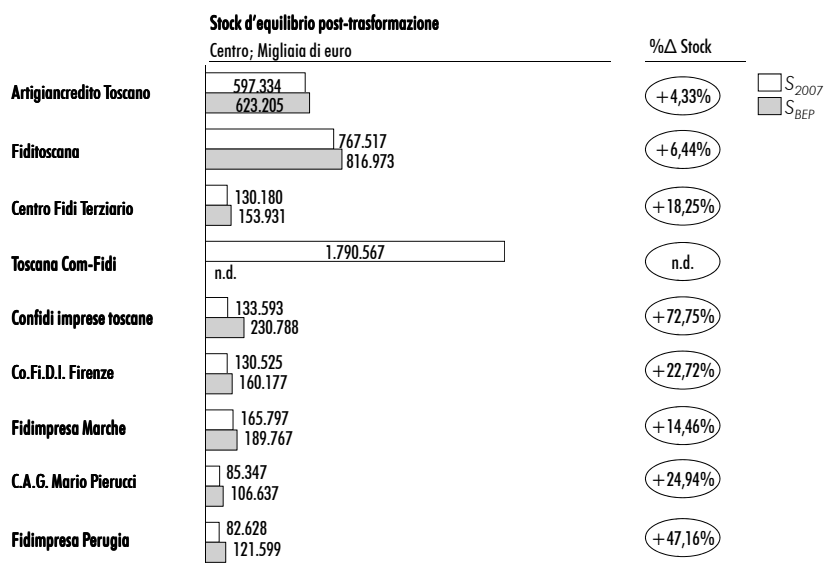 Stock d'equilibrio post-trasformazione
Centro; Migliaia di euro
%Δ Stock
S2007
SBEP
Artigiancredito Toscano
597.334
623.205
+4,33%
Fiditoscana
767.517
816.973
+6,44%
Centro Fidi Terziario
130.180
153.931
+18,25%
Toscana Com-Fidi
1.790.567
n.d.
n.d.
Confidi imprese toscane
133.593
230.788
+72,75%
Co.Fi.D.I. Firenze
130.525
160.177
+22,72%
Fidimpresa Marche
165.797
189.767
+14,46%
C.A.G. Mario Pierucci
85.347
106.637
+24,94%
Fidimpresa Perugia
82.628
121.599
+47,16%